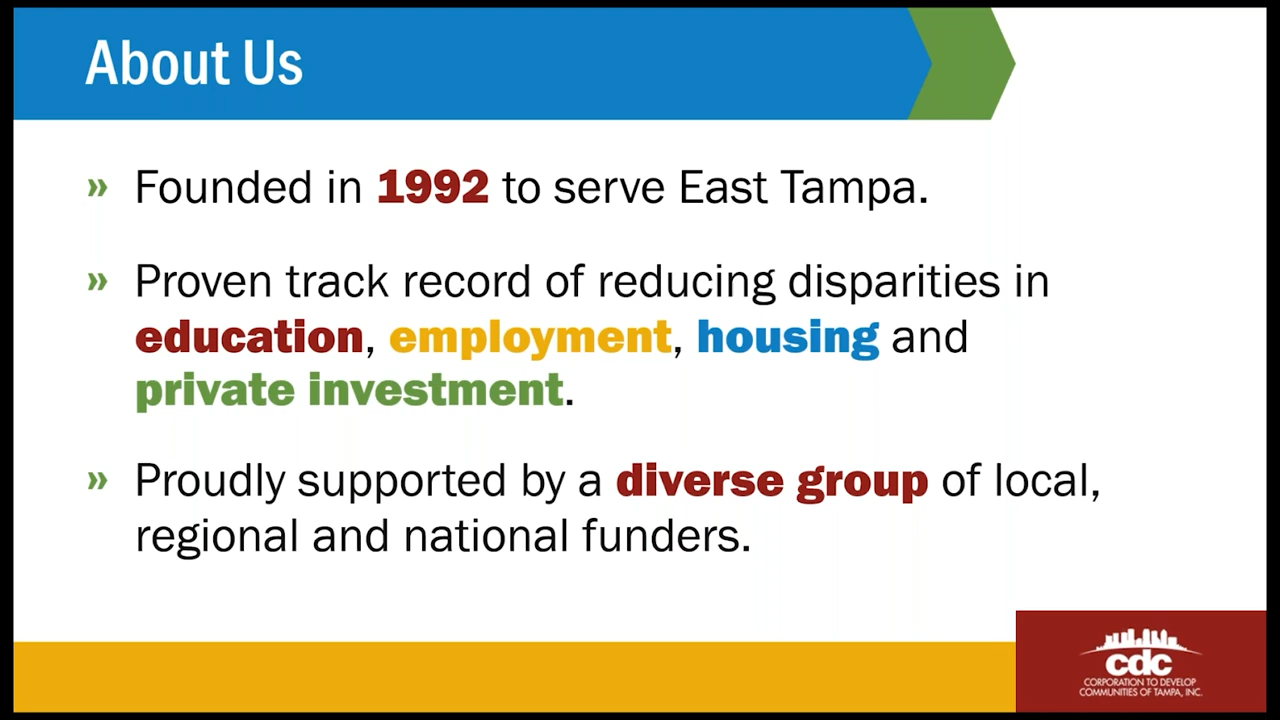 About Us
» Founded in 1992 to serve East Tampa.
» Proven track record of reducing disparities in
education, employment, housing and
private investment.
» Proudly supported by a diverse group of local,
regional and national funders.
cdc
CORPORATION TO DEVELOP
COMMUNITIES OF TAMPA, INC.